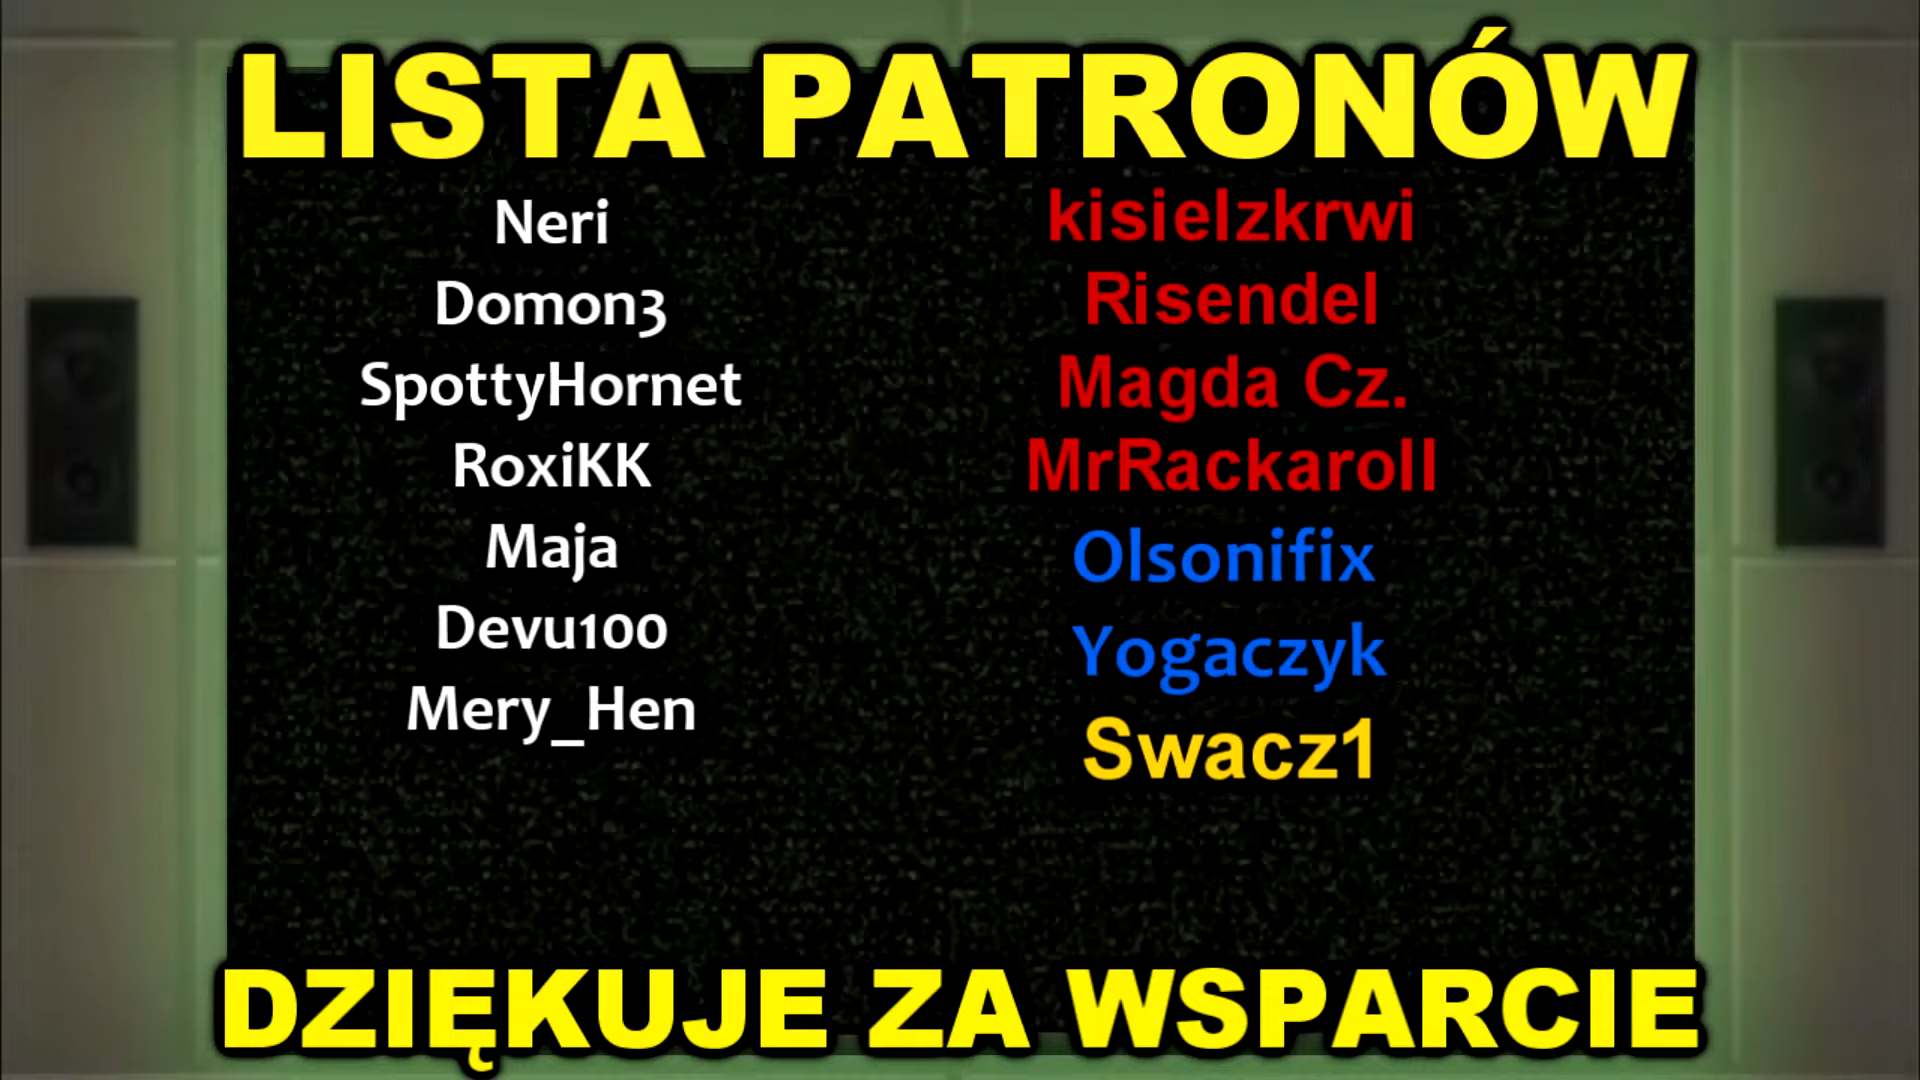 LISTA PATRONÓW
Neri
Domon3
SpottyHornet
RoxiKK
Maja
Devu100
Mery_Hen
kisielzkrwi
Risendel
Magda Cz.
MrRackaroll
Olsonifix
Yogaczyk
Swacz1
DZIĘKUJE ZA WSPARCIE